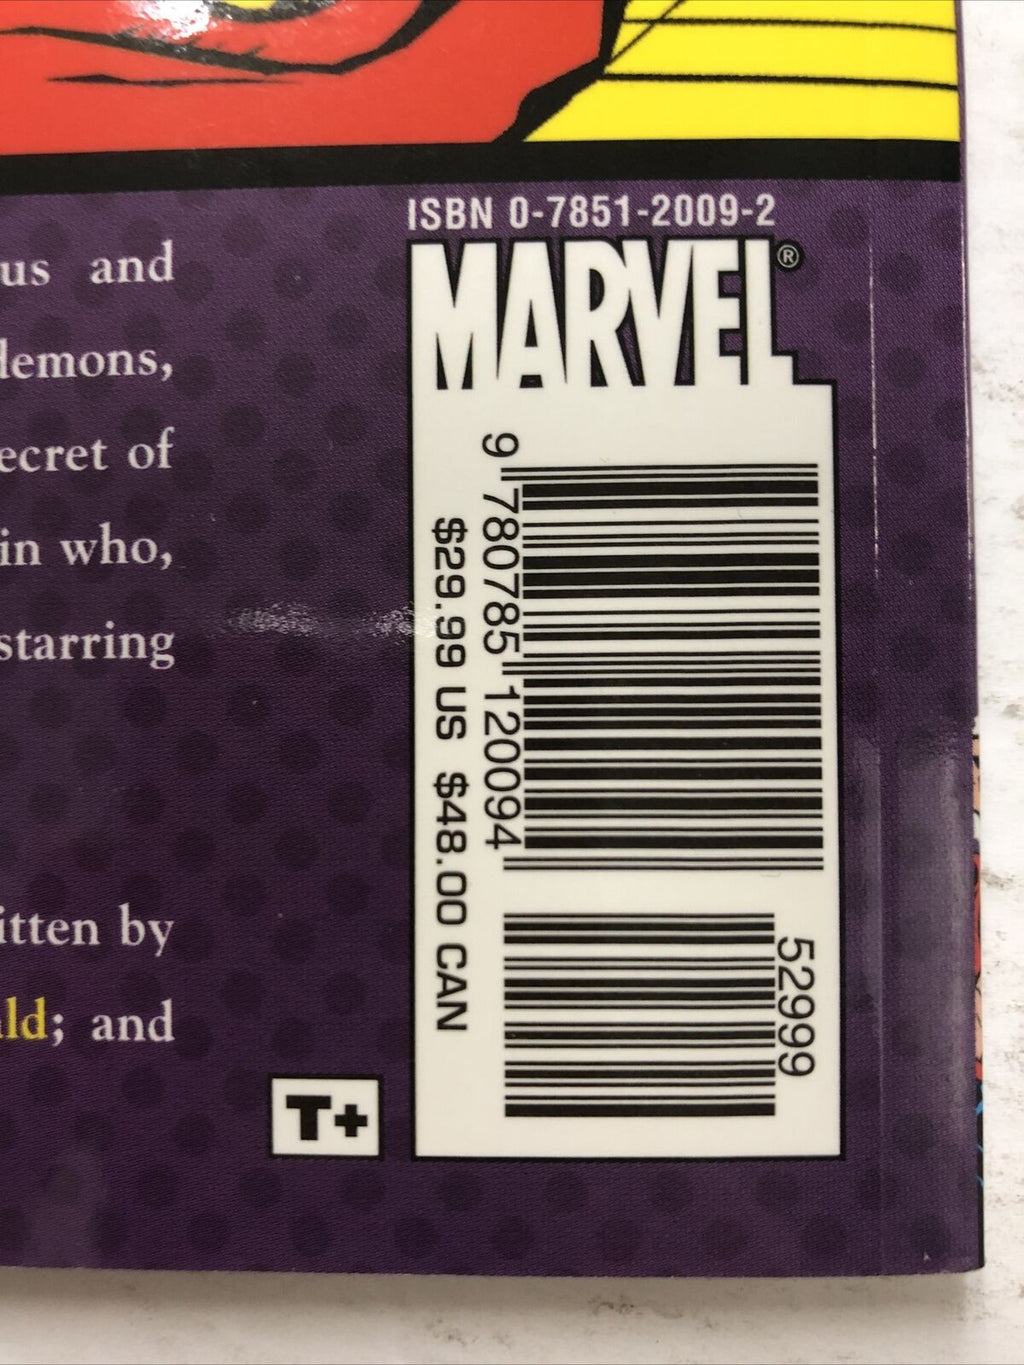 ISBN 0-7851-2009-2
MARVEL®
us and
demons,
ecret of
in who,
starring
itten by
ald; and
T+
9 780785 120094
$29.99 US $48.00 CAN
52999